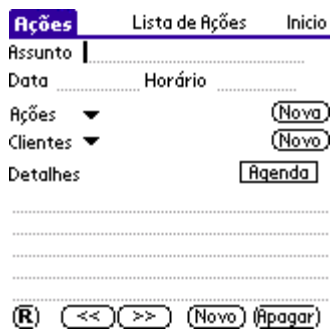 Ações Lista de Ações Inicio
Assunto
Data Horário
Ações Nova
Clientes Novo
Detalhes Agenda
R << >> Novo Apagar